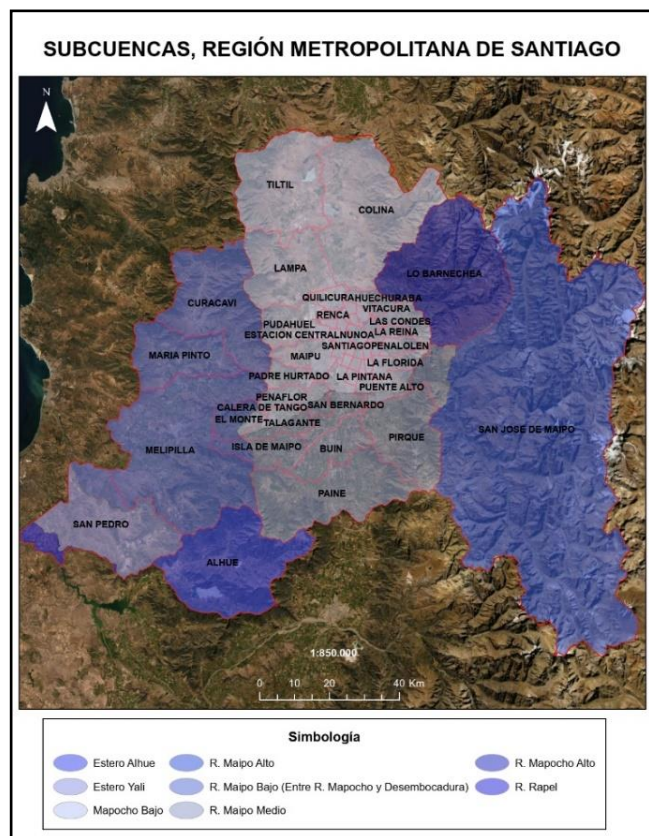 SUBCUENCAS, REGIÓN METROPOLITANA DE SANTIAGO
N
TILTIL
COLINA
LAMPA
LO BARNECHEA
CURACAVI
QUILICURA HUECHURABA
RENCA
VITACURA
PUDAHUEL
LAS CONDES
ESTACION CENTRAL NUNOA
LA REINA
SANTIAGO PENALOLEN
MARIA PINTO
MAIPU
LA FLORIDA
PADRE HURTADO
LA PINTANA
PUENTE ALTO
PENAFLOR
CALERA DE TANGO
SAN BERNARDO
EL MONTE
TALAGANTE
SAN JOSE DE MAIPO
MELIPILLA
ISLA DE MAIPO
BUIN
PIRQUE
PAINE
SAN PEDRO
ALHUE
1:850.000
0 10 20 40 Km
Simbología
Estero Alhue
R. Maipo Alto
R. Mapocho Alto
Estero Yali
R. Maipo Bajo (Entre R. Mapocho y Desembocadura)
R. Rapel
Mapocho Bajo
R. Maipo Medio